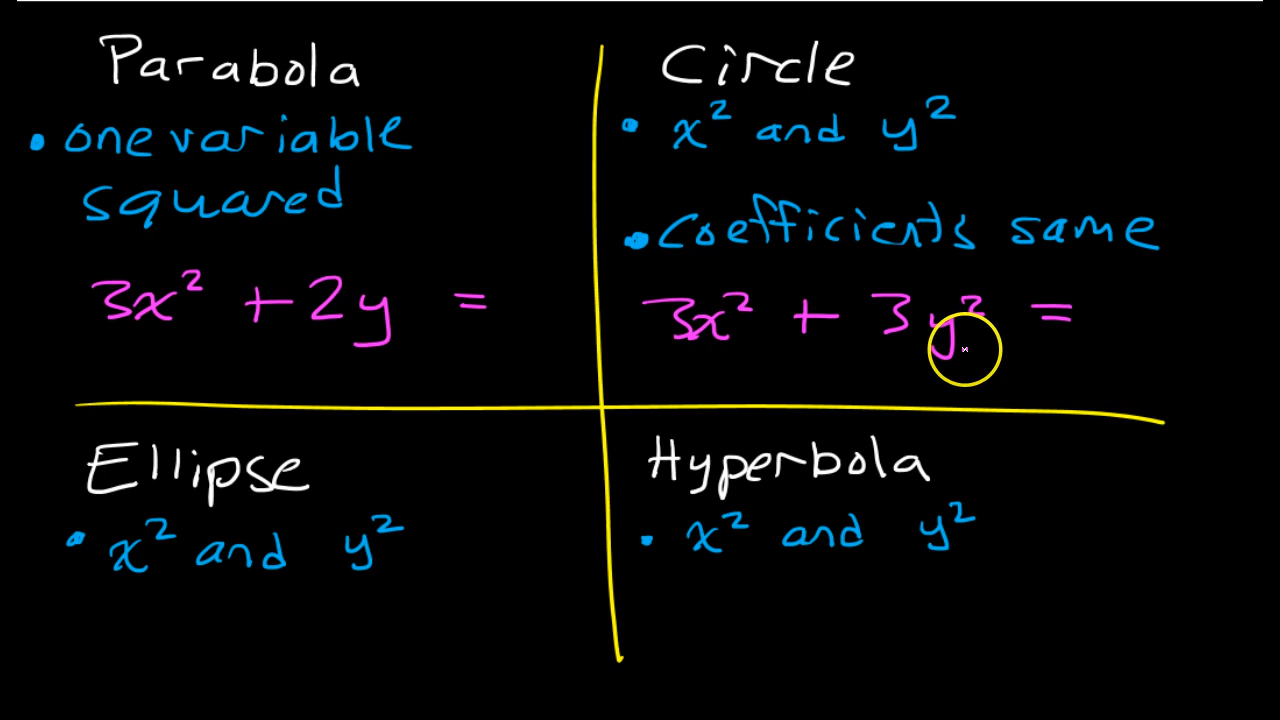 Parabola
• one variable
squared
3x² + 2y =
Circle
• x² and y²
• Coefficients same
3x² + 3y² =
Ellipse
• x² and y²
Hyperbola
• x² and y²